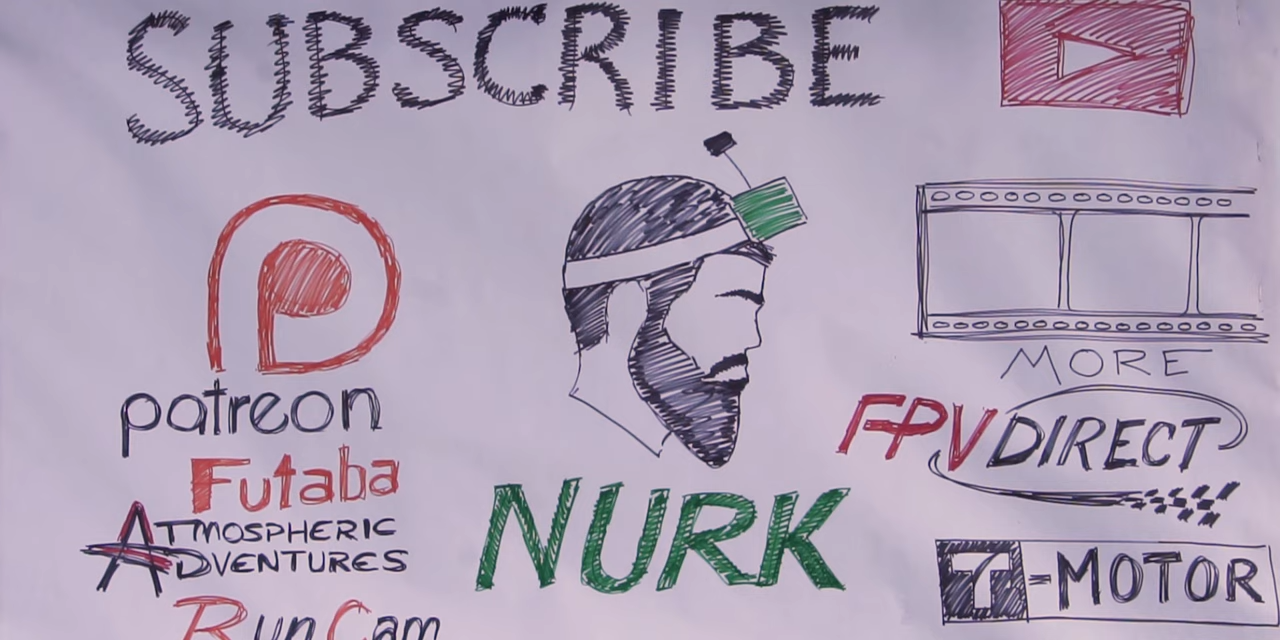 SUBSCRIBE
patreon
Futaba
ATMOSPHERIC
ADVENTURES
RunCam
NURK
MORE
FPVDIRECT
T-MOTOR